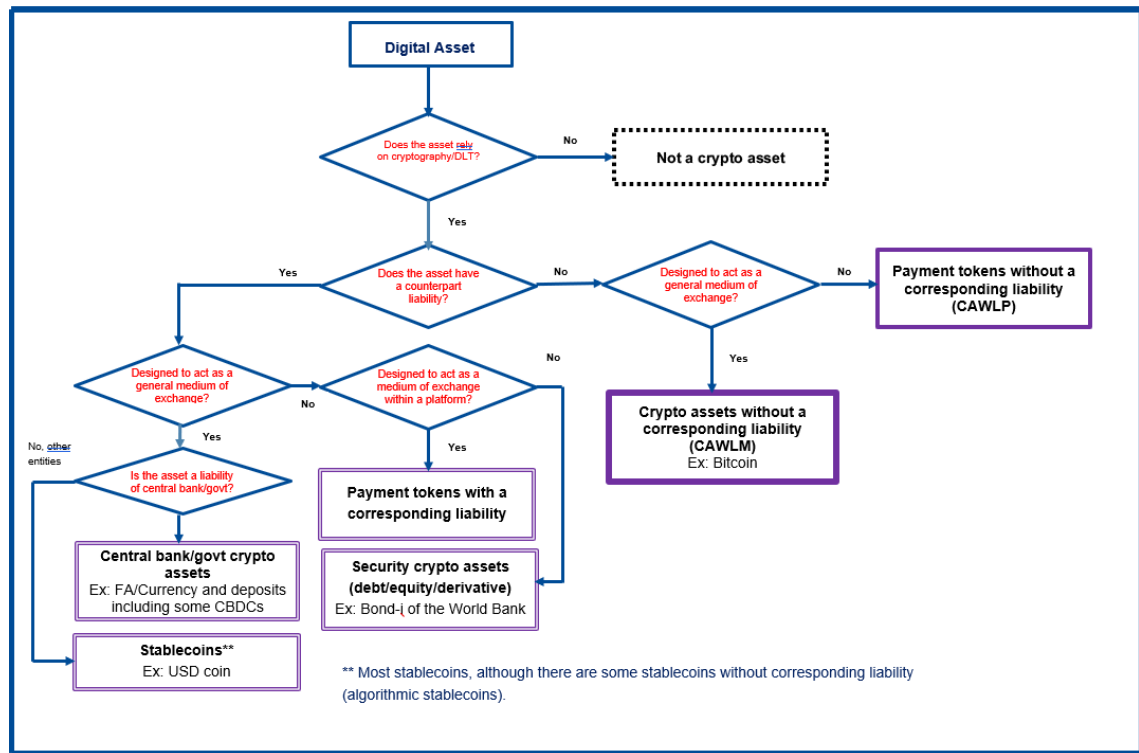 Digital Asset
Does the asset rely
on cryptography/DLT?
No
Not a crypto asset
Yes
Does the asset have
a counterpart
liability?
Yes
No
Designed to act as a
general medium of
exchange?
No
Payment tokens without a
corresponding liability
(CAWLP)
Yes
Crypto assets without a
corresponding liability
(CAWLM)
Ex: Bitcoin
Designed to act as a
general medium of
exchange?
No
Designed to act as a
medium of exchange
within a platform?
No
Yes
Yes
No, other
entities
Is the asset a liability
of central bank/govt?
Payment tokens with a
corresponding liability
Central bank/govt crypto
assets
Ex: FA/Currency and deposits
including some CBDCs
Security crypto assets
(debt/equity/derivative)
Ex: Bond-i of the World Bank
Stablecoins**
Ex: USD coin
** Most stablecoins, although there are some stablecoins without corresponding liability
(algorithmic stablecoins).